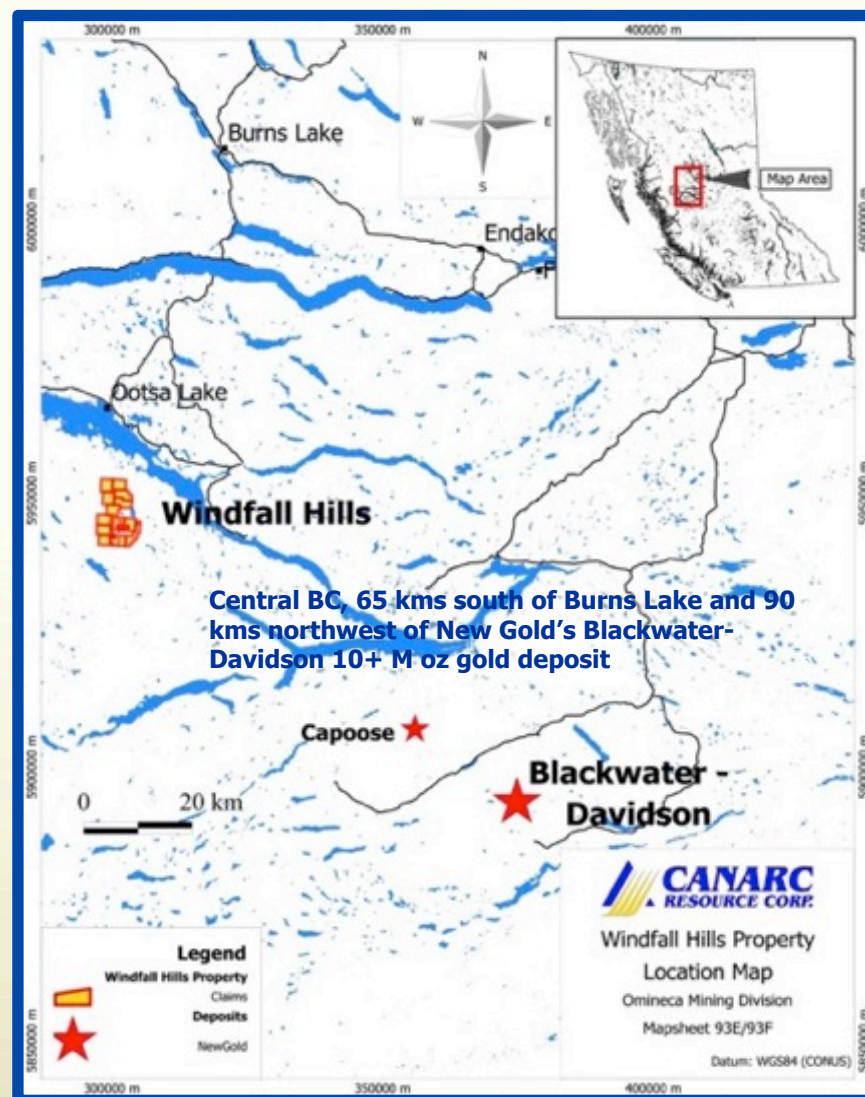 300000 m
350000 m
400000 m
N
W
E
S
Burns Lake
Map Area
6000000 m
6000000 m
Endako
Ootsa Lake
5950000 m
Windfall Hills
Central BC, 65 kms south of Burns Lake and 90
kms northwest of New Gold's Blackwater-
Davidson 10+ M oz gold deposit
Capoose
5900000 m
Blackwater -
Davidson
0 20 km
CANARC
RESOURCE CORP.
Windfall Hills Property
Location Map
Omineca Mining Division
Mapsheet 93E/93F
Datum: WGS84 (CONUS)
Legend
Windfall Hills Property
Claims
Deposits
NewGold
5850000 m
300000 m
350000 m
400000 m